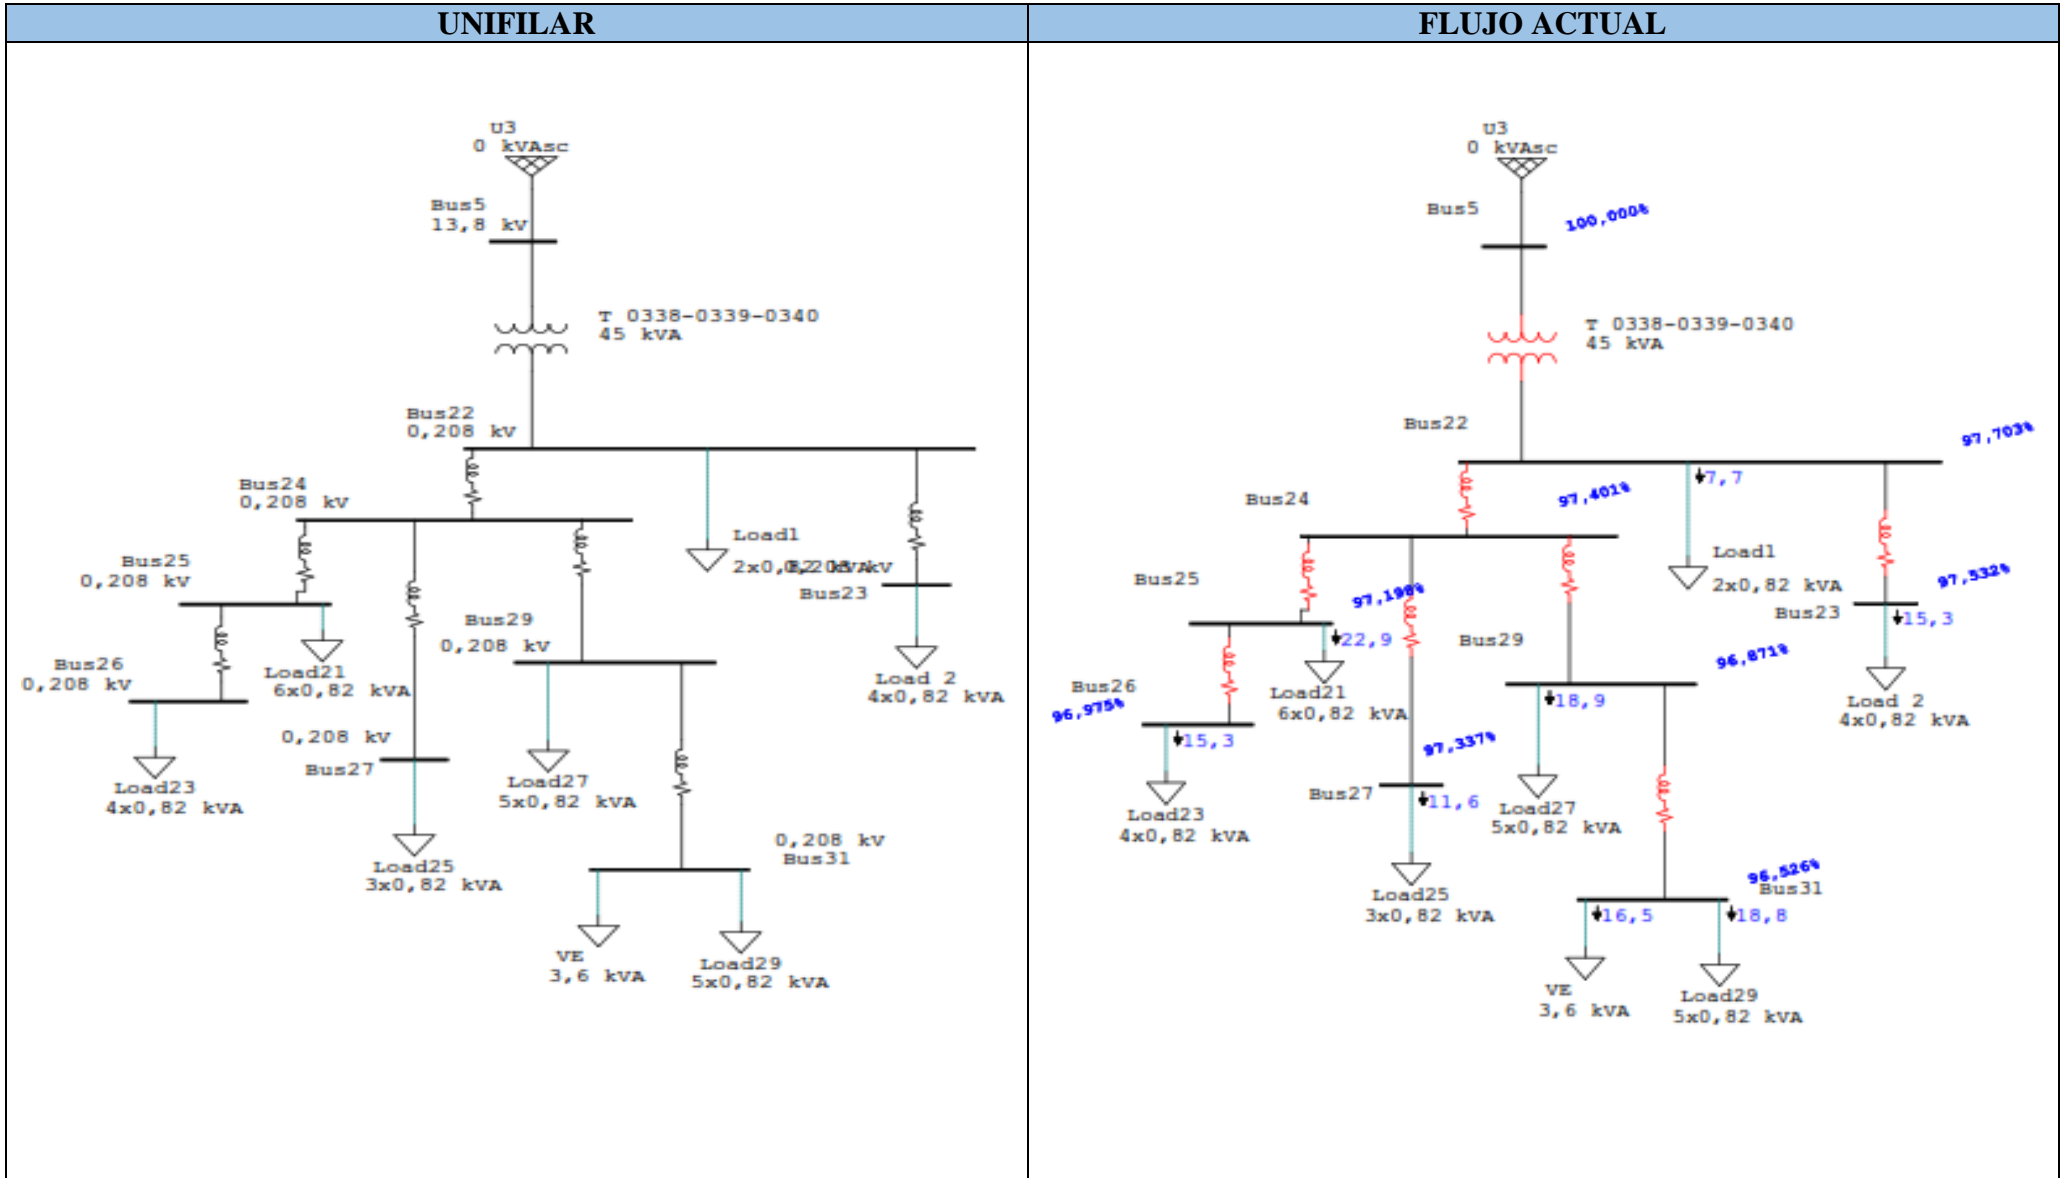 UNIFILAR
U3
0 kVAsc
Bus5
13,8 kV
T 0338-0339-0340
45 kVA
Bus22
0,208 kV
Bus24
0,208 kV
Bus25
0,208 kV
Load1
2x0,82 kVA
0,208 kV
Bus23
Bus29
0,208 kV
Load21
6x0,82 kVA
Bus26
0,208 kV
Load 2
4x0,82 kVA
0,208 kV
Bus27
Load23
4x0,82 kVA
Load27
5x0,82 kVA
0,208 kV
Bus31
Load25
3x0,82 kVA
VE
3,6 kVA
Load29
5x0,82 kVA
FLUJO ACTUAL
U3
0 kVAsc
Bus5
100,000%
T 0338-0339-0340
45 kVA
Bus22
97,703%
7,7
Bus24
97,401%
Load1
2x0,82 kVA
Bus25
97,198%
97,532%
Bus23
15,3
22,9
Bus29
96,871%
Bus26
96,975%
Load21
6x0,82 kVA
18,9
Load 2
4x0,82 kVA
15,3
97,337%
Bus27
11,6
Load23
4x0,82 kVA
Load27
5x0,82 kVA
Load25
3x0,82 kVA
96,526%
Bus31
16,5
18,8
VE
3,6 kVA
Load29
5x0,82 kVA